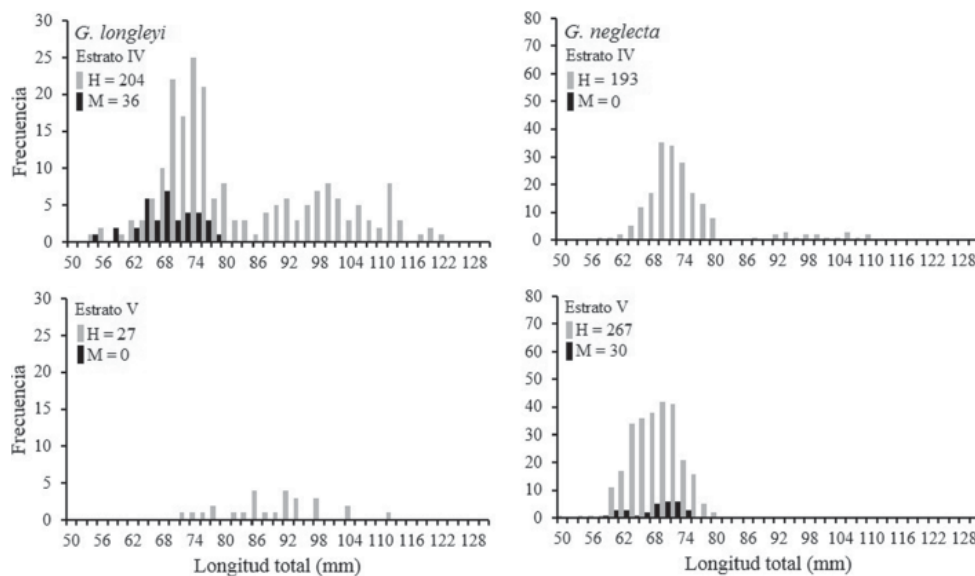 G. longleyi
Estrato IV
H = 204
M = 36
Frecuencia
30
25
20
15
10
5
0
50 56 62 68 74 80 86 92 98 104 110 116 122 128
G. neglecta
Estrato IV
H = 193
M = 0
80
70
60
50
40
30
20
10
0
50 56 62 68 74 80 86 92 98 104 110 116 122 128
Estrato V
H = 27
M = 0
Frecuencia
30
25
20
15
10
5
0
50 56 62 68 74 80 86 92 98 104 110 116 122 128
Longitud total (mm)
Estrato V
H = 267
M = 30
80
70
60
50
40
30
20
10
0
50 56 62 68 74 80 86 92 98 104 110 116 122 128
Longitud total (mm)